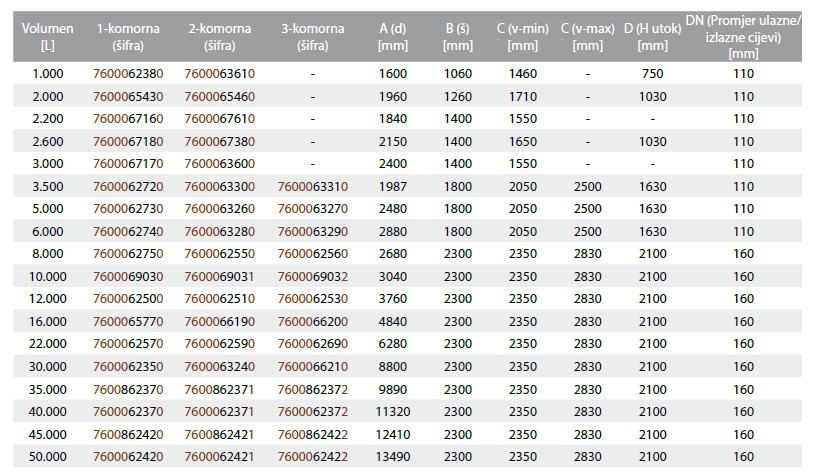 Volumen [L] 1-komorna (šifra) 2-komorna (šifra) 3-komorna (šifra) A (d) [mm] B (š) [mm] C (v-min) [mm] C (v-max) [mm] D (H utok) [mm] DN (Promjer ulazne/ izlazne cijevi) [mm]
1.000 7600062380 7600063610 - 1600 1060 1460 - 750 110
2.000 7600065430 7600065460 - 1960 1260 1710 - 1030 110
2.200 7600067160 7600067610 - 1840 1400 1550 - - 110
2.600 7600067180 7600067380 - 2150 1400 1650 - 1030 110
3.000 7600067170 7600063600 - 2400 1400 1550 - - 110
3.500 7600062720 7600063300 7600063310 1987 1800 2050 2500 1630 110
5.000 7600062730 7600063260 7600063270 2480 1800 2050 2500 1630 110
6.000 7600062740 7600063280 7600063290 2880 1800 2050 2500 1630 110
8.000 7600062750 7600062550 7600062560 2680 2300 2350 2830 2100 160
10.000 7600069030 7600069031 7600069032 3040 2300 2350 2830 2100 160
12.000 7600062500 7600062510 7600062530 3760 2300 2350 2830 2100 160
16.000 7600065770 7600066190 7600066200 4840 2300 2350 2830 2100 160
22.000 7600062570 7600062590 7600062690 6280 2300 2350 2830 2100 160
30.000 7600062350 7600063240 7600066210 8800 2300 2350 2830 2100 160
35.000 7600862370 7600862371 7600862372 9890 2300 2350 2830 2100 160
40.000 7600062370 7600062371 7600062372 11320 2300 2350 2830 2100 160
45.000 7600862420 7600862421 7600862422 12410 2300 2350 2830 2100 160
50.000 7600062420 7600062421 7600062422 13490 2300 2350 2830 2100 160